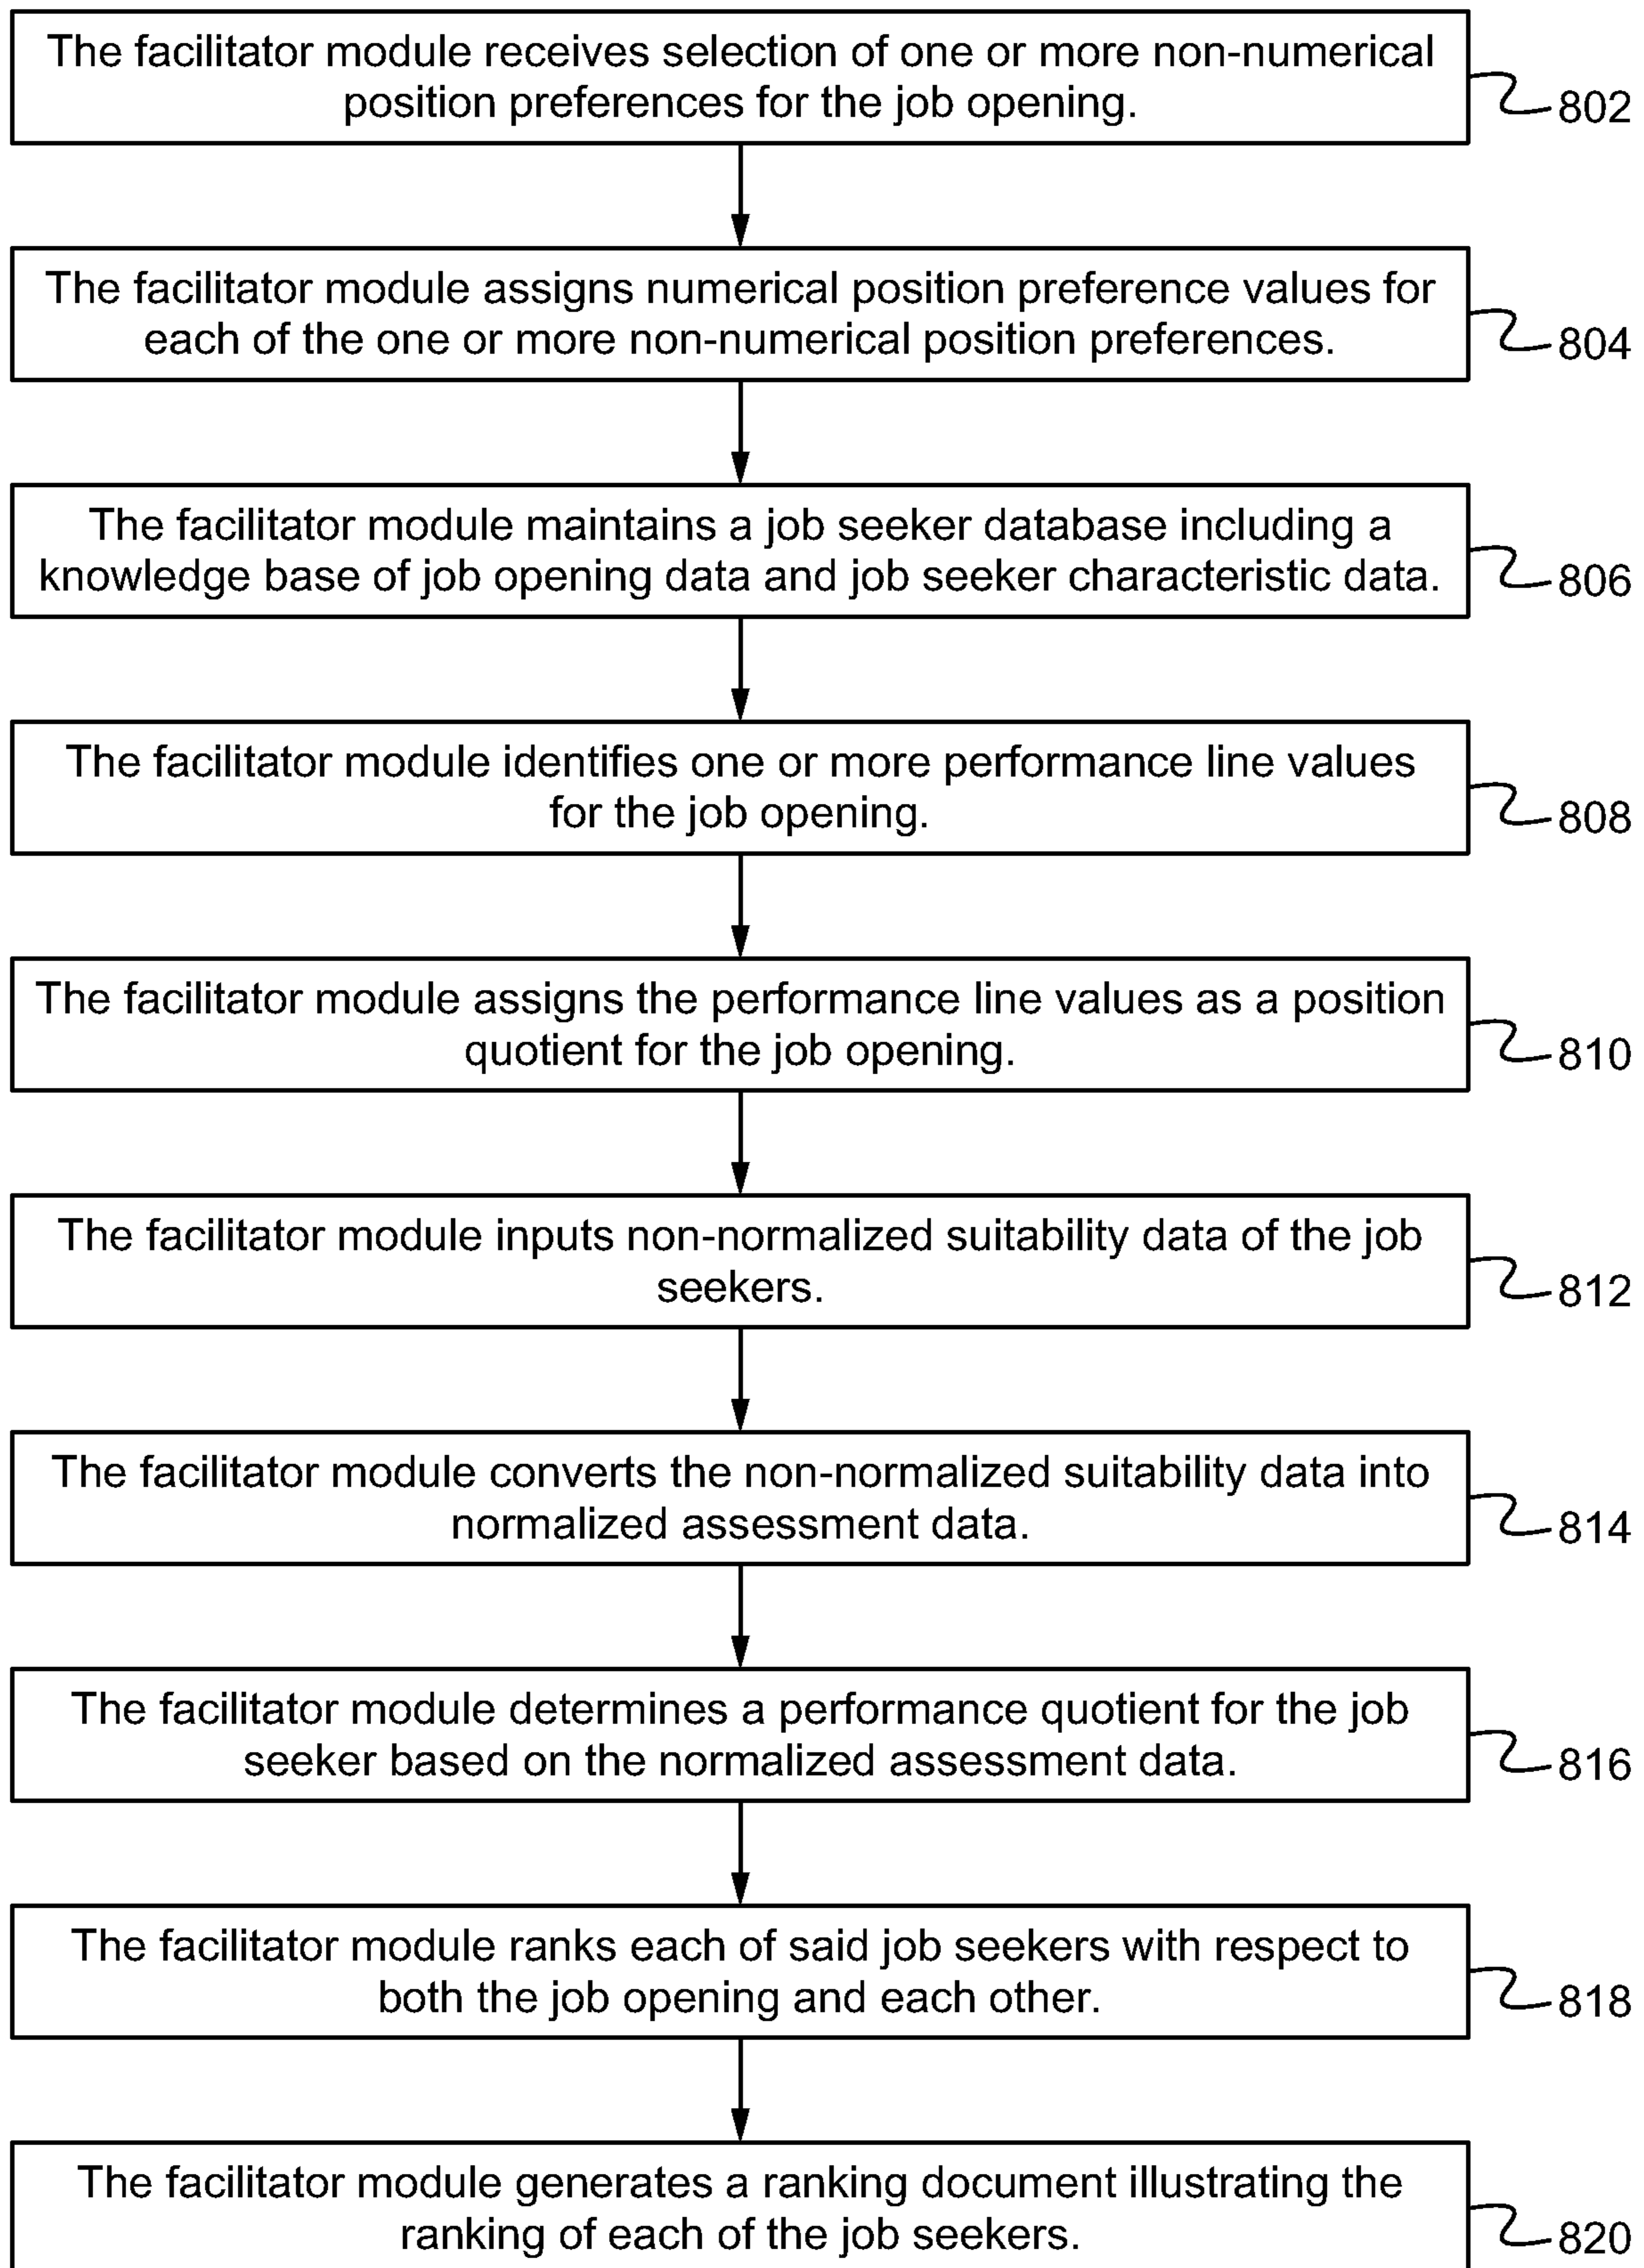 The facilitator module receives selection of one or more non-numerical
position preferences for the job opening.
802
The facilitator module assigns numerical position preference values for
each of the one or more non-numerical position preferences.
804
The facilitator module maintains a job seeker database including a
knowledge base of job opening data and job seeker characteristic data.
806
The facilitator module identifies one or more performance line values
for the job opening.
808
The facilitator module assigns the performance line values as a position
quotient for the job opening.
810
The facilitator module inputs non-normalized suitability data of the job
seekers.
812
The facilitator module converts the non-normalized suitability data into
normalized assessment data.
814
The facilitator module determines a performance quotient for the job
seeker based on the normalized assessment data.
816
The facilitator module ranks each of said job seekers with respect to
both the job opening and each other.
818
The facilitator module generates a ranking document illustrating the
ranking of each of the job seekers.
820